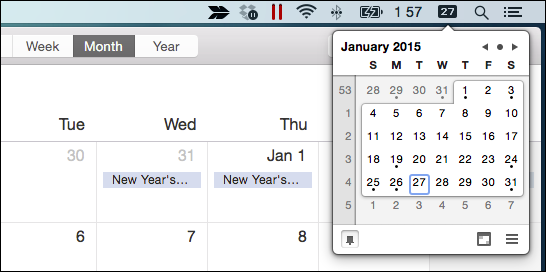 1 57 27
Week Month Year
January 2015
S M T W T F S
53 28 29 30 31 1 2 3
1 4 5 6 7 8 9 10
2 11 12 13 14 15 16 17
3 18 19 20 21 22 23 24
4 25 26 27 28 29 30 31
5 1 2 3 4 5 6 7
Tue Wed Thu
30 31 Jan 1
New Year's... New Year's...
6 7 8